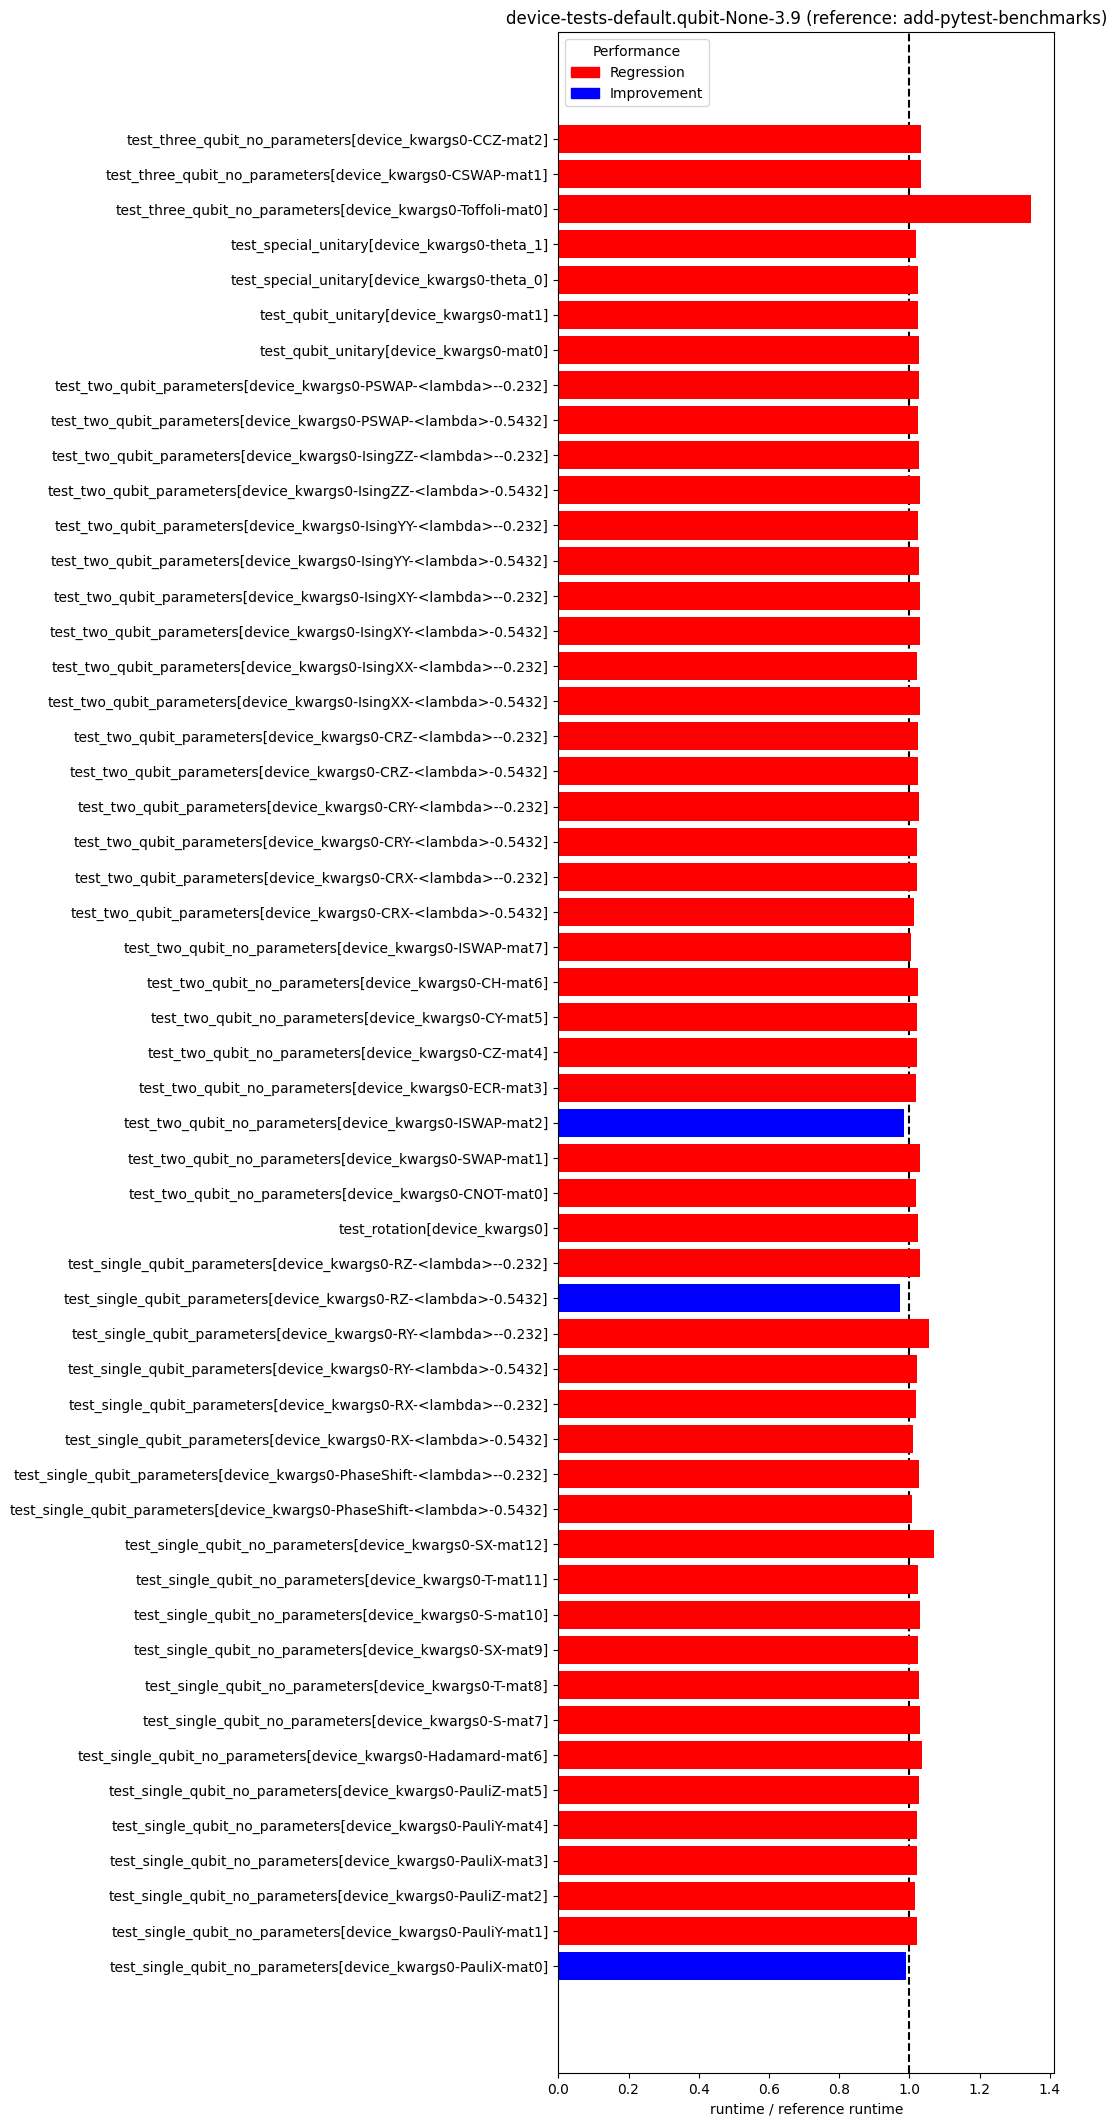 device-tests-default.qubit-None-3.9 (reference: add-pytest-benchmarks)
Performance
Regression
Improvement
test_three_qubit_no_parameters[device_kwargs0-CCZ-mat2]
test_three_qubit_no_parameters[device_kwargs0-CSWAP-mat1]
test_three_qubit_no_parameters[device_kwargs0-Toffoli-mat0]
test_special_unitary[device_kwargs0-theta_1]
test_special_unitary[device_kwargs0-theta_0]
test_qubit_unitary[device_kwargs0-mat1]
test_qubit_unitary[device_kwargs0-mat0]
test_two_qubit_parameters[device_kwargs0-PSWAP-<lambda>--0.232]
test_two_qubit_parameters[device_kwargs0-PSWAP-<lambda>-0.5432]
test_two_qubit_parameters[device_kwargs0-IsingZZ-<lambda>--0.232]
test_two_qubit_parameters[device_kwargs0-IsingZZ-<lambda>-0.5432]
test_two_qubit_parameters[device_kwargs0-IsingYY-<lambda>--0.232]
test_two_qubit_parameters[device_kwargs0-IsingYY-<lambda>-0.5432]
test_two_qubit_parameters[device_kwargs0-IsingXY-<lambda>--0.232]
test_two_qubit_parameters[device_kwargs0-IsingXY-<lambda>-0.5432]
test_two_qubit_parameters[device_kwargs0-IsingXX-<lambda>--0.232]
test_two_qubit_parameters[device_kwargs0-IsingXX-<lambda>-0.5432]
test_two_qubit_parameters[device_kwargs0-CRZ-<lambda>--0.232]
test_two_qubit_parameters[device_kwargs0-CRZ-<lambda>-0.5432]
test_two_qubit_parameters[device_kwargs0-CRY-<lambda>--0.232]
test_two_qubit_parameters[device_kwargs0-CRY-<lambda>-0.5432]
test_two_qubit_parameters[device_kwargs0-CRX-<lambda>--0.232]
test_two_qubit_parameters[device_kwargs0-CRX-<lambda>-0.5432]
test_two_qubit_no_parameters[device_kwargs0-ISWAP-mat7]
test_two_qubit_no_parameters[device_kwargs0-CH-mat6]
test_two_qubit_no_parameters[device_kwargs0-CY-mat5]
test_two_qubit_no_parameters[device_kwargs0-CZ-mat4]
test_two_qubit_no_parameters[device_kwargs0-ECR-mat3]
test_two_qubit_no_parameters[device_kwargs0-ISWAP-mat2]
test_two_qubit_no_parameters[device_kwargs0-SWAP-mat1]
test_two_qubit_no_parameters[device_kwargs0-CNOT-mat0]
test_rotation[device_kwargs0]
test_single_qubit_parameters[device_kwargs0-RZ-<lambda>--0.232]
test_single_qubit_parameters[device_kwargs0-RZ-<lambda>-0.5432]
test_single_qubit_parameters[device_kwargs0-RY-<lambda>--0.232]
test_single_qubit_parameters[device_kwargs0-RY-<lambda>-0.5432]
test_single_qubit_parameters[device_kwargs0-RX-<lambda>--0.232]
test_single_qubit_parameters[device_kwargs0-RX-<lambda>-0.5432]
test_single_qubit_parameters[device_kwargs0-PhaseShift-<lambda>--0.232]
test_single_qubit_parameters[device_kwargs0-PhaseShift-<lambda>-0.5432]
test_single_qubit_no_parameters[device_kwargs0-SX-mat12]
test_single_qubit_no_parameters[device_kwargs0-T-mat11]
test_single_qubit_no_parameters[device_kwargs0-S-mat10]
test_single_qubit_no_parameters[device_kwargs0-SX-mat9]
test_single_qubit_no_parameters[device_kwargs0-T-mat8]
test_single_qubit_no_parameters[device_kwargs0-S-mat7]
test_single_qubit_no_parameters[device_kwargs0-Hadamard-mat6]
test_single_qubit_no_parameters[device_kwargs0-PauliZ-mat5]
test_single_qubit_no_parameters[device_kwargs0-PauliY-mat4]
test_single_qubit_no_parameters[device_kwargs0-PauliX-mat3]
test_single_qubit_no_parameters[device_kwargs0-PauliZ-mat2]
test_single_qubit_no_parameters[device_kwargs0-PauliY-mat1]
test_single_qubit_no_parameters[device_kwargs0-PauliX-mat0]
0.0 0.2 0.4 0.6 0.8 1.0 1.2 1.4
runtime / reference runtime